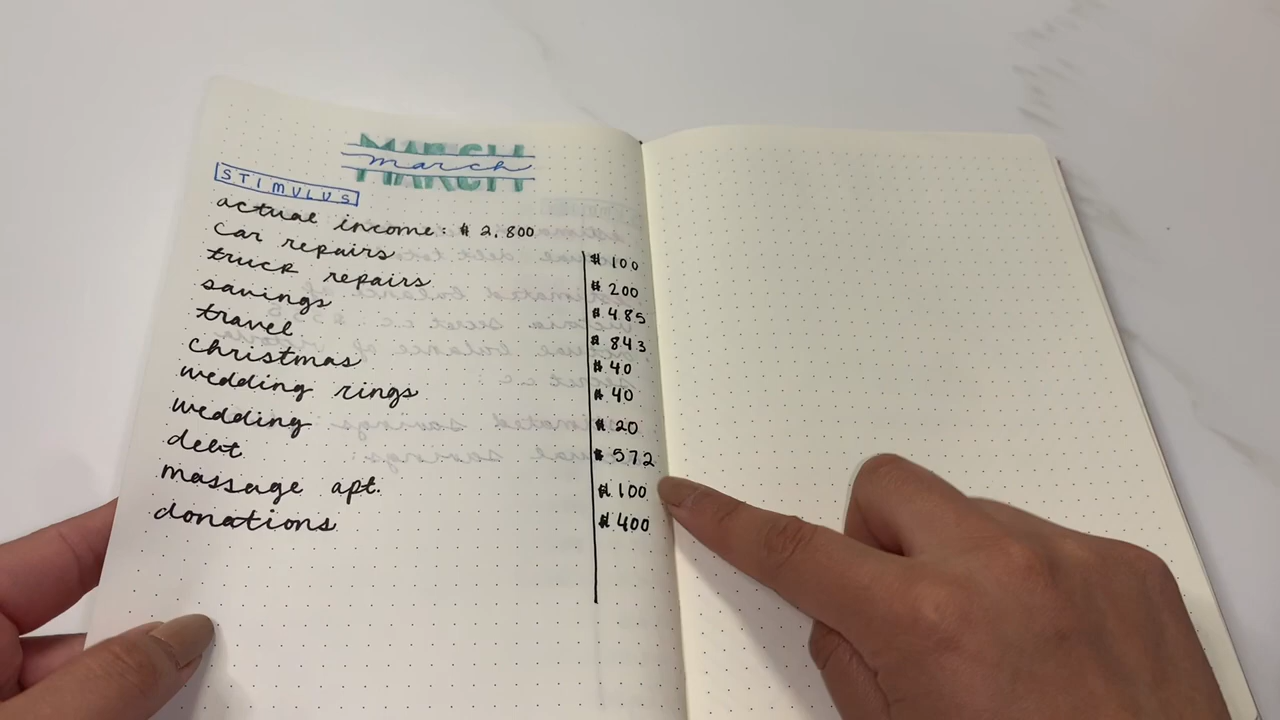 MARCH
march
STIMULUS
actual income: $ 2,800
car repairs $ 100
truck repairs $ 200
savings $ 485
travel $ 843
christmas $ 40
wedding rings $ 40
wedding $ 20
debt $ 572
massage apt. $ 100
donations $ 400